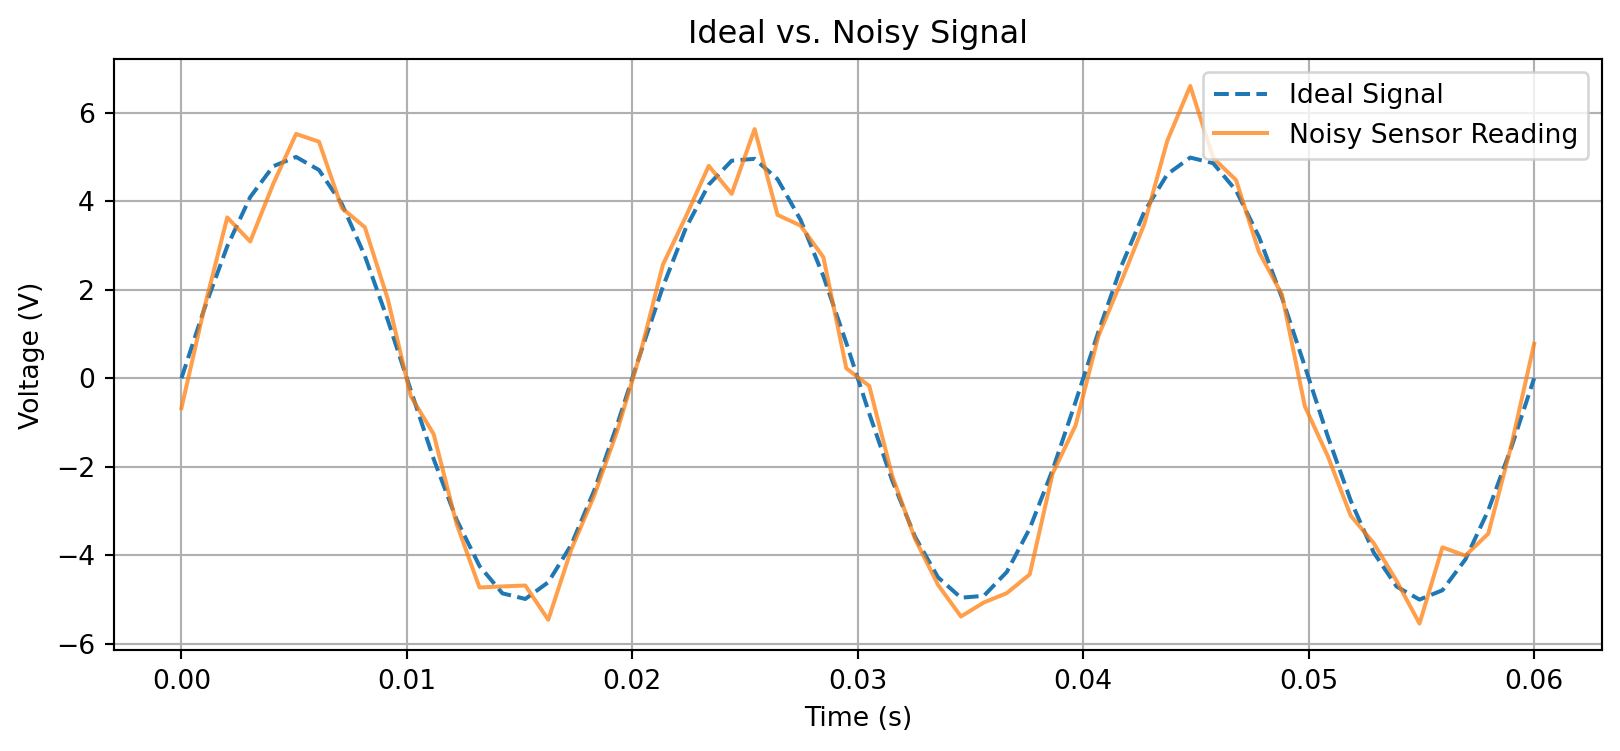 Ideal vs. Noisy Signal
Ideal Signal
Noisy Sensor Reading
Voltage (V)
6
4
2
0
−2
−4
−6
0.00 0.01 0.02 0.03 0.04 0.05 0.06
Time (s)